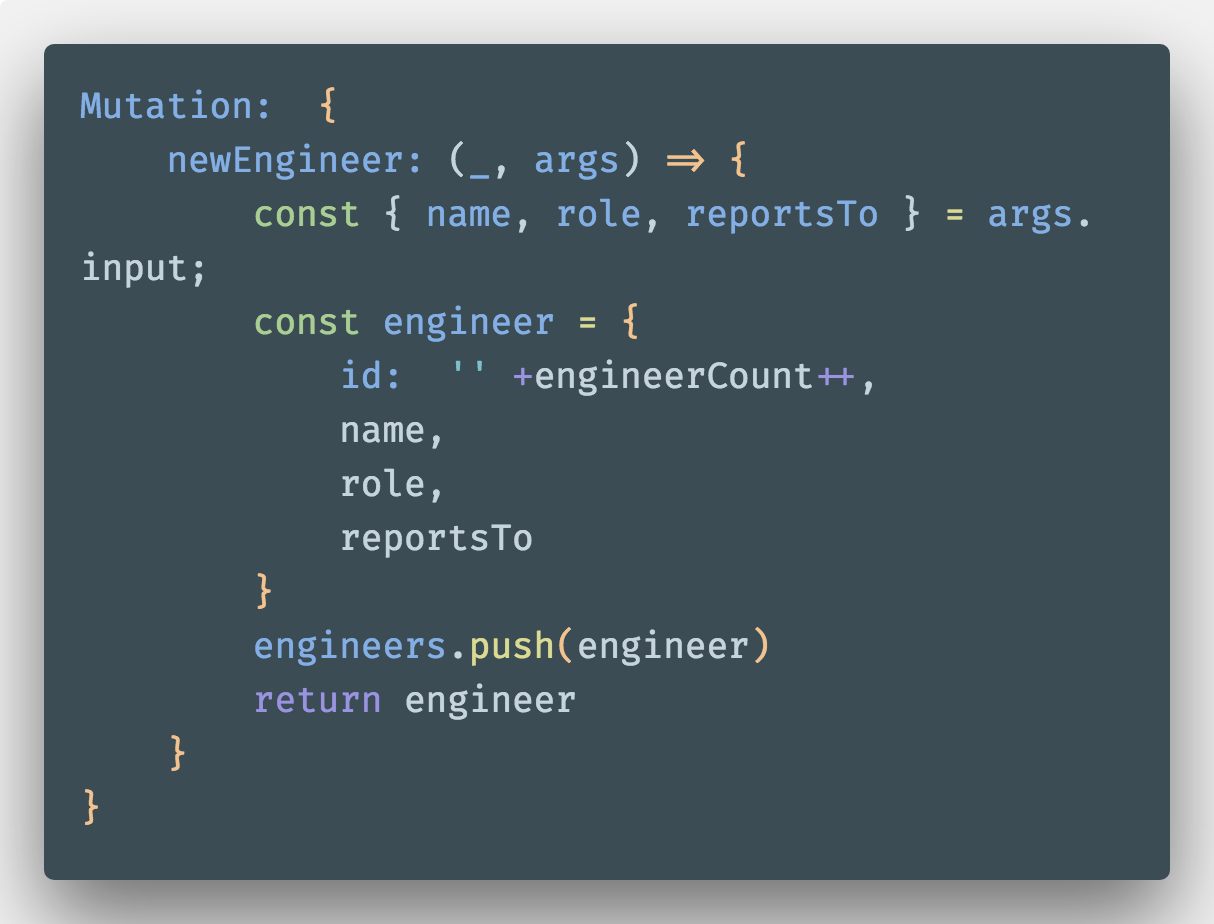 Mutation:  {
    newEngineer: (_, args) => {
        const { name, role, reportsTo } = args.
input;
        const engineer = {
            id:  '' +engineerCount++,
            name,
            role,
            reportsTo
        }
        engineers.push(engineer)
        return engineer
    }
}